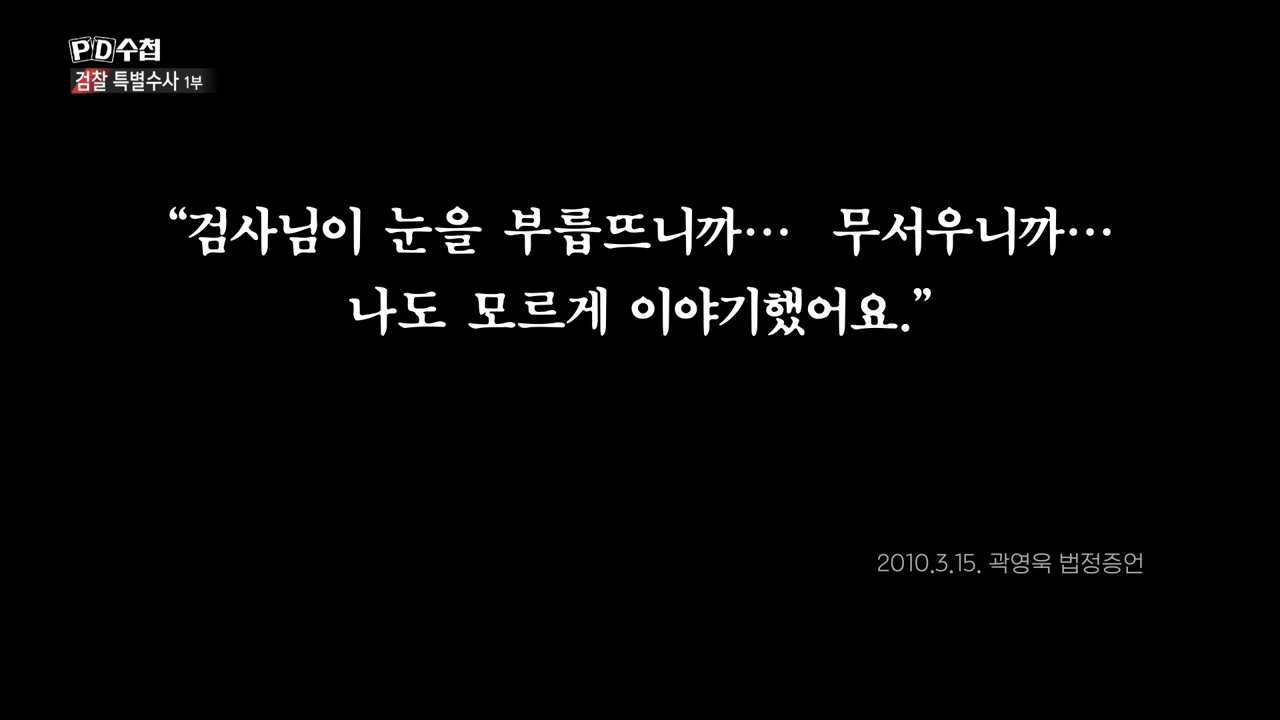 PD수첩
검찰 특별수사 1부
“검사님이 눈을 부릅뜨니까… 무서우니까…
나도 모르게 이야기했어요.”
2010.3.15. 곽영욱 법정증언